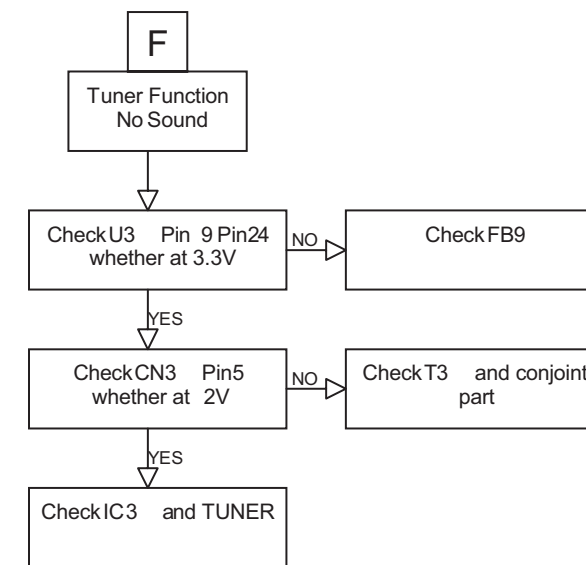 F
Tuner Function
No Sound
Check U3 Pin 9 Pin24
whether at 3.3V
NO
Check FB9
YES
Check CN3 Pin5
whether at 2V
NO
Check T3 and conjoint
part
YES
Check IC3 and TUNER